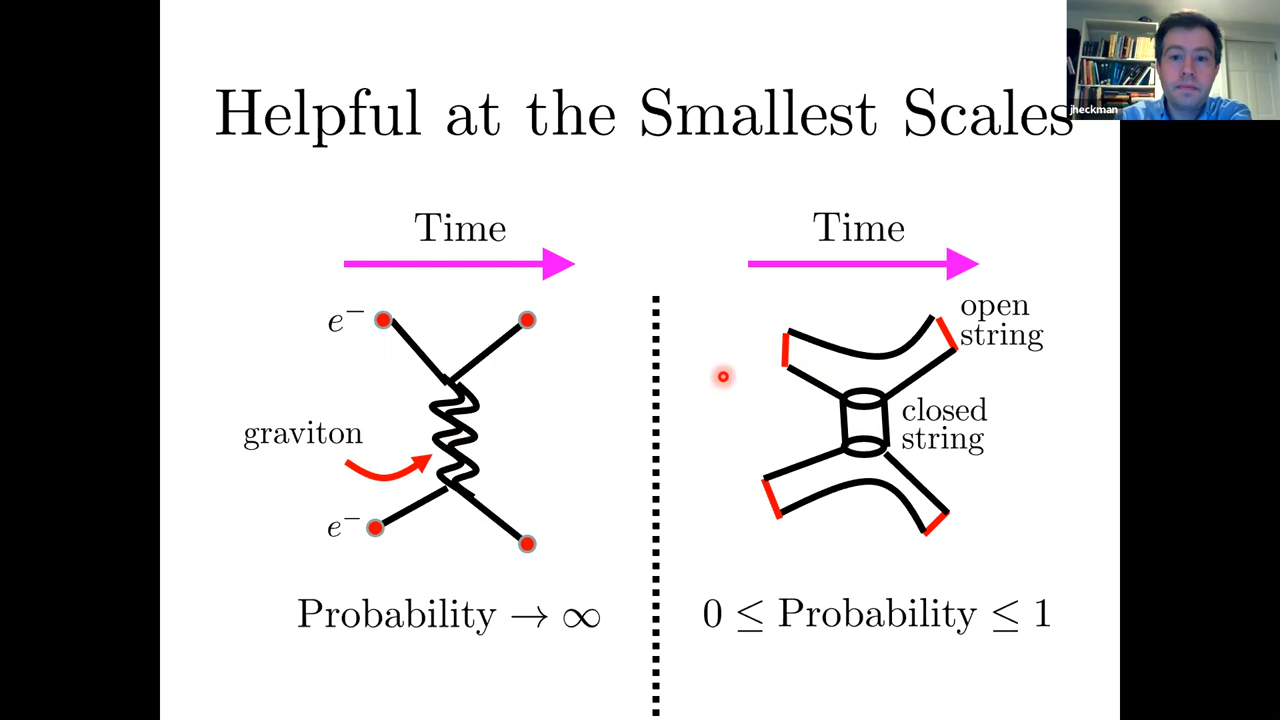 Helpful at the Smallest Scales
jheckman
Time
Time
e⁻
open
string
graviton
closed
string
e⁻
Probability → ∞
0 ≤ Probability ≤ 1